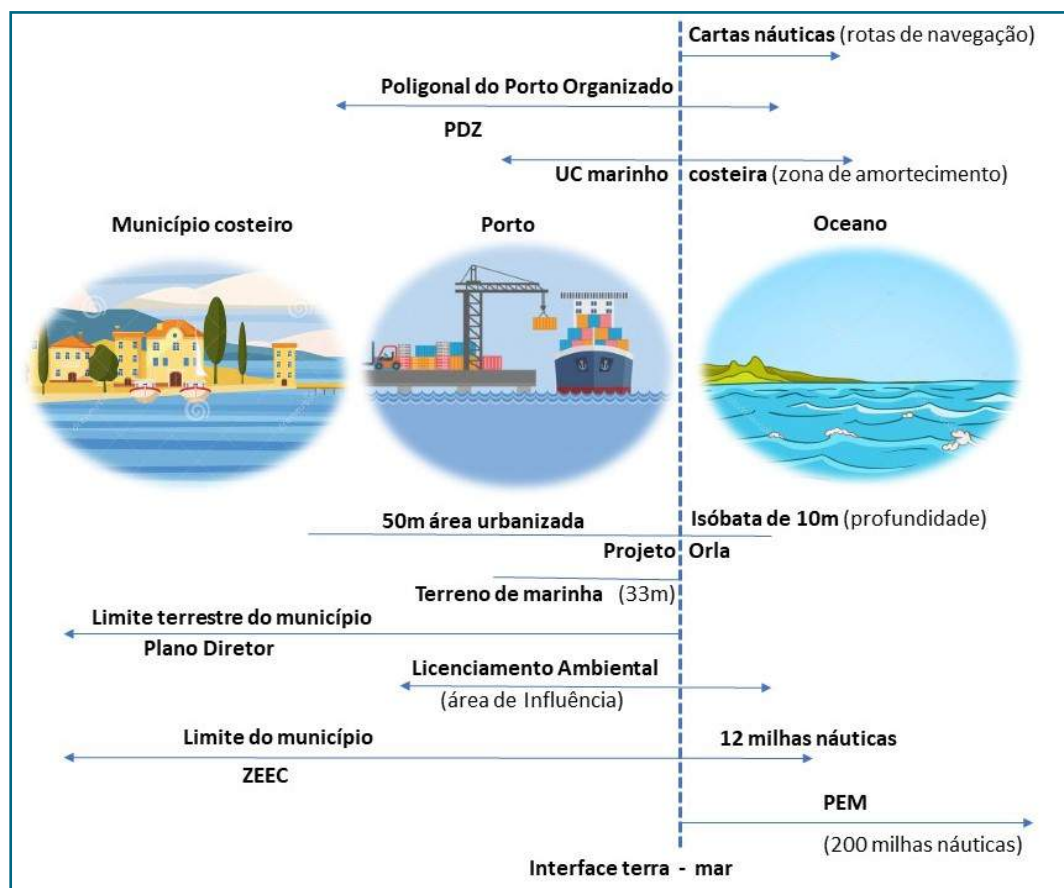 Cartas náuticas (rotas de navegação)
Poligonal do Porto Organizado
PDZ
UC marinho costeira (zona de amortecimento)
Município costeiro Porto Oceano
50m área urbanizada Isóbata de 10m (profundidade)
Projeto Orla
Terreno de marinha (33m)
Limite terrestre do município
Plano Diretor
Licenciamento Ambiental
(área de Influência)
Limite do município 12 milhas náuticas
ZEEC
PEM
(200 milhas náuticas)
Interface terra - mar